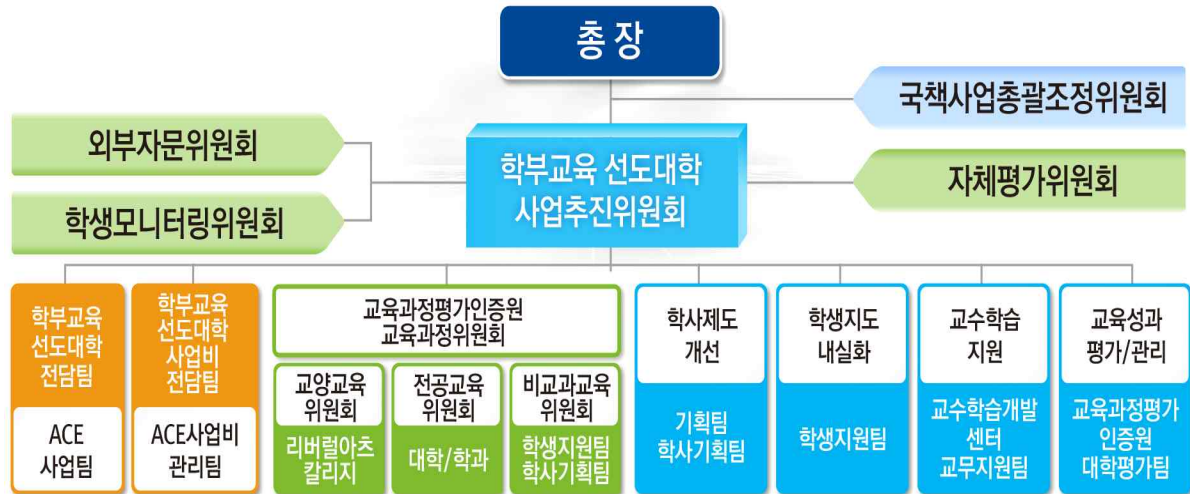 총 장
국책사업총괄조정위원회
외부자문위원회
학부교육 선도대학
사업추진위원회
자체평가위원회
학생모니터링위원회
학부교육
선도대학
전담팀
ACE
사업팀
학부교육
선도대학
사업비
전담팀
ACE사업비
관리팀
교육과정평가인증원
교육과정위원회
교양교육
위원회
리버럴아츠
칼리지
전공교육
위원회
대학/학과
비교과교육
위원회
학생지원팀
학사기획팀
학사제도
개선
기획팀
학사기획팀
학생지도
내실화
학생지원팀
교수학습
지원
교수학습개발
센터
교무지원팀
교육성과
평가/관리
교육과정평가
인증원
대학평가팀